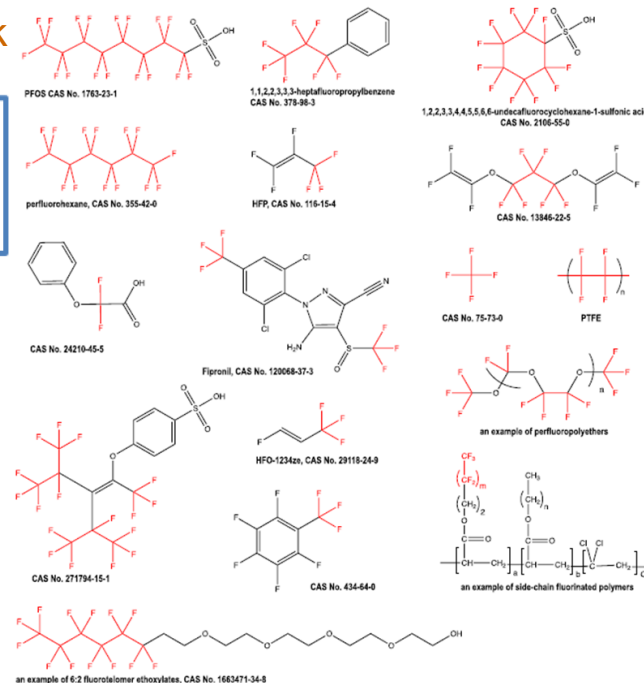 K
PFOS CAS No. 1763-23-1
1,1,2,2,3,3,3-heptafluoropropylbenzene
CAS No. 378-98-3
1,2,2,3,3,4,4,5,5,6,6-undecafluorocyclohexane-1-sulfonic acid
CAS No. 2106-55-0
perfluorohexane, CAS No. 355-42-0
HFP, CAS No. 116-15-4
CAS No. 13846-22-5
CAS No. 24210-45-5
Fipronil, CAS No. 120068-37-3
CAS No. 75-73-0
PTFE
an example of perfluoropolyethers
HFO-1234ze, CAS No. 29118-24-9
CAS No. 271794-15-1
CAS No. 434-64-0
an example of side-chain fluorinated polymers
an example of 6:2 fluorotelomer ethoxylates, CAS No. 1663471-34-8